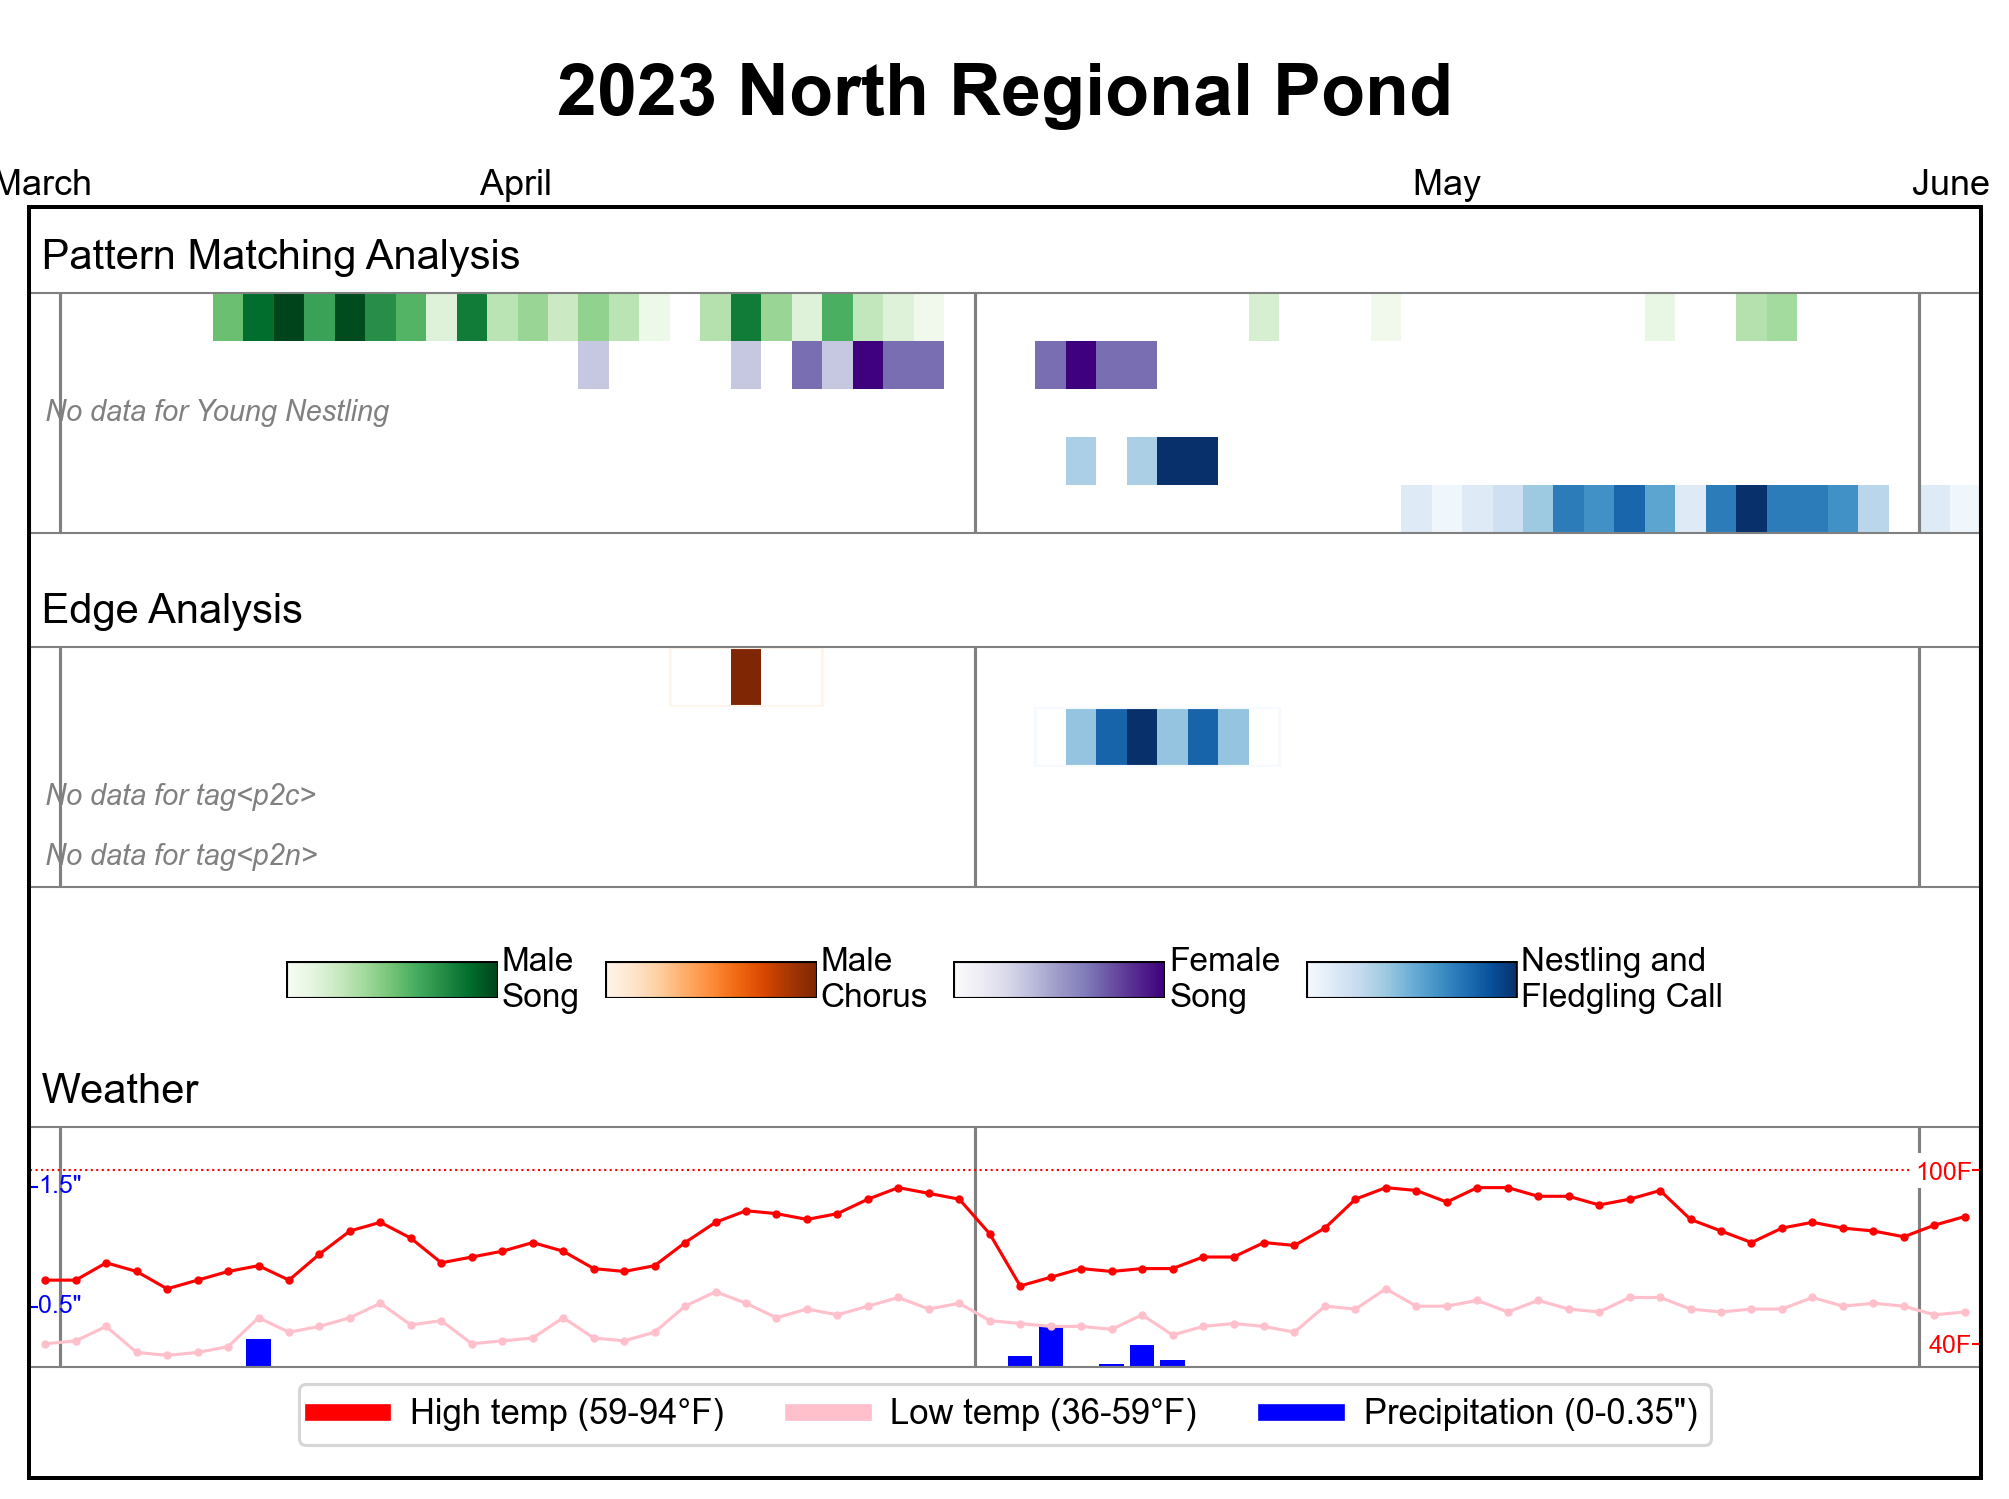 2023 North Regional Pond
March April May June
Pattern Matching Analysis
No data for Young Nestling
Edge Analysis
No data for tag<p2c>
No data for tag<p2n>
Male Song
Male Chorus
Female Song
Nestling and Fledgling Call
Weather
1.5"
100F
0.5"
40F
High temp (59-94°F) Low temp (36-59°F) Precipitation (0-0.35")